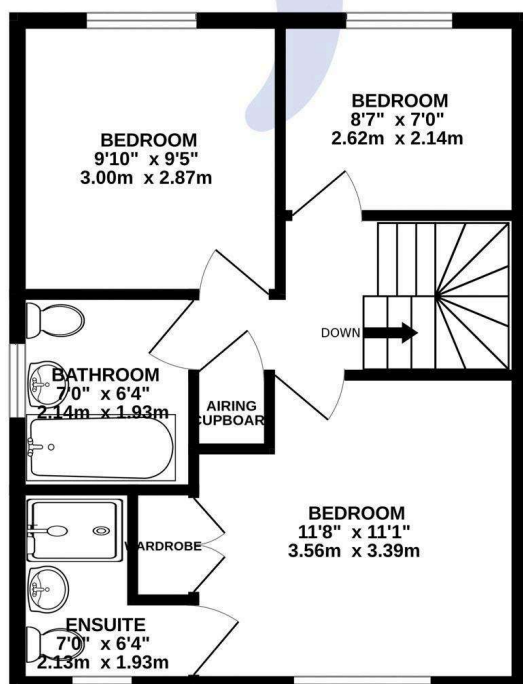 BEDROOM
9'10" x 9'5"
3.00m x 2.87m
BEDROOM
8'7" x 7'0"
2.62m x 2.14m
DOWN
BATHROOM
7'0" x 6'4"
2.14m x 1.93m
AIRING
CUPBOAR
BEDROOM
11'8" x 11'1"
3.56m x 3.39m
WARDROBE
ENSUITE
7'0" x 6'4"
2.13m x 1.93m